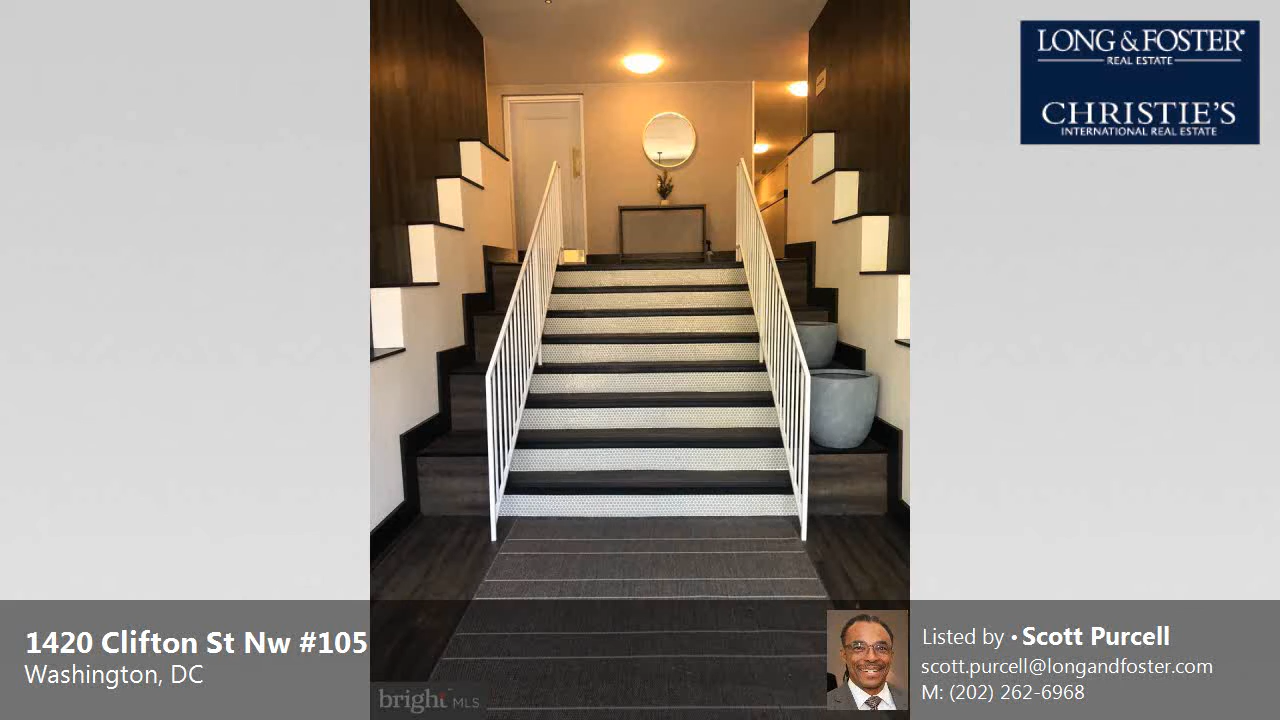 LONG & FOSTER®
REAL ESTATE
CHRISTIE'S
INTERNATIONAL REAL ESTATE
1420 Clifton St Nw #105
Washington, DC
Listed by • Scott Purcell
scott.purcell@longandfoster.com
M: (202) 262-6968
bright MLS